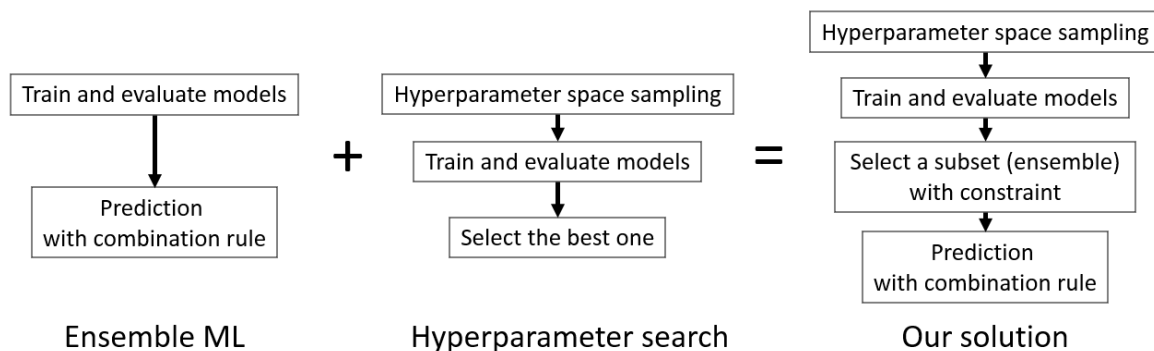 Train and evaluate models
Prediction
with combination rule
Ensemble ML
+
Hyperparameter space sampling
Train and evaluate models
Select the best one
Hyperparameter search
=
Hyperparameter space sampling
Train and evaluate models
Select a subset (ensemble)
with constraint
Prediction
with combination rule
Our solution